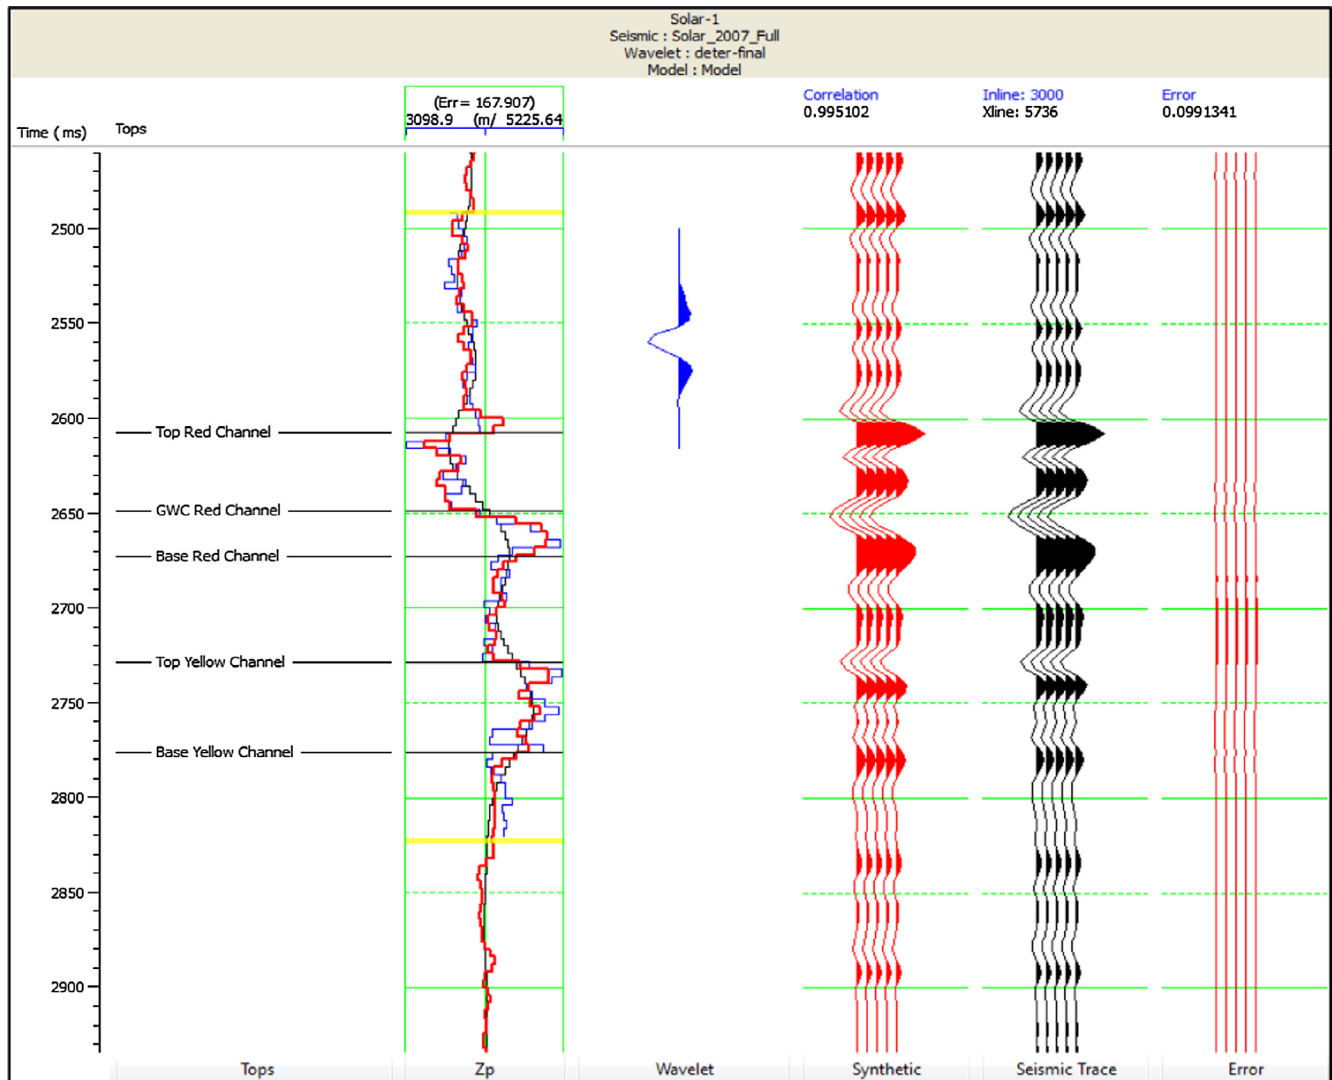 Solar-1
Seismic : Solar_2007_Full
Wavelet : deter-final
Model : Model
Time ( ms)
Tops
(Err= 167.907)
3098.9 (m/ 5225.64
Correlation
0.995102
Inline: 3000
Xline: 5736
Error
0.0991341
2500
2550
2600
Top Red Channel
GWC Red Channel
2650
Base Red Channel
2700
Top Yellow Channel
2750
Base Yellow Channel
2800
2850
2900
Tops Zp Wavelet Synthetic Seismic Trace Error